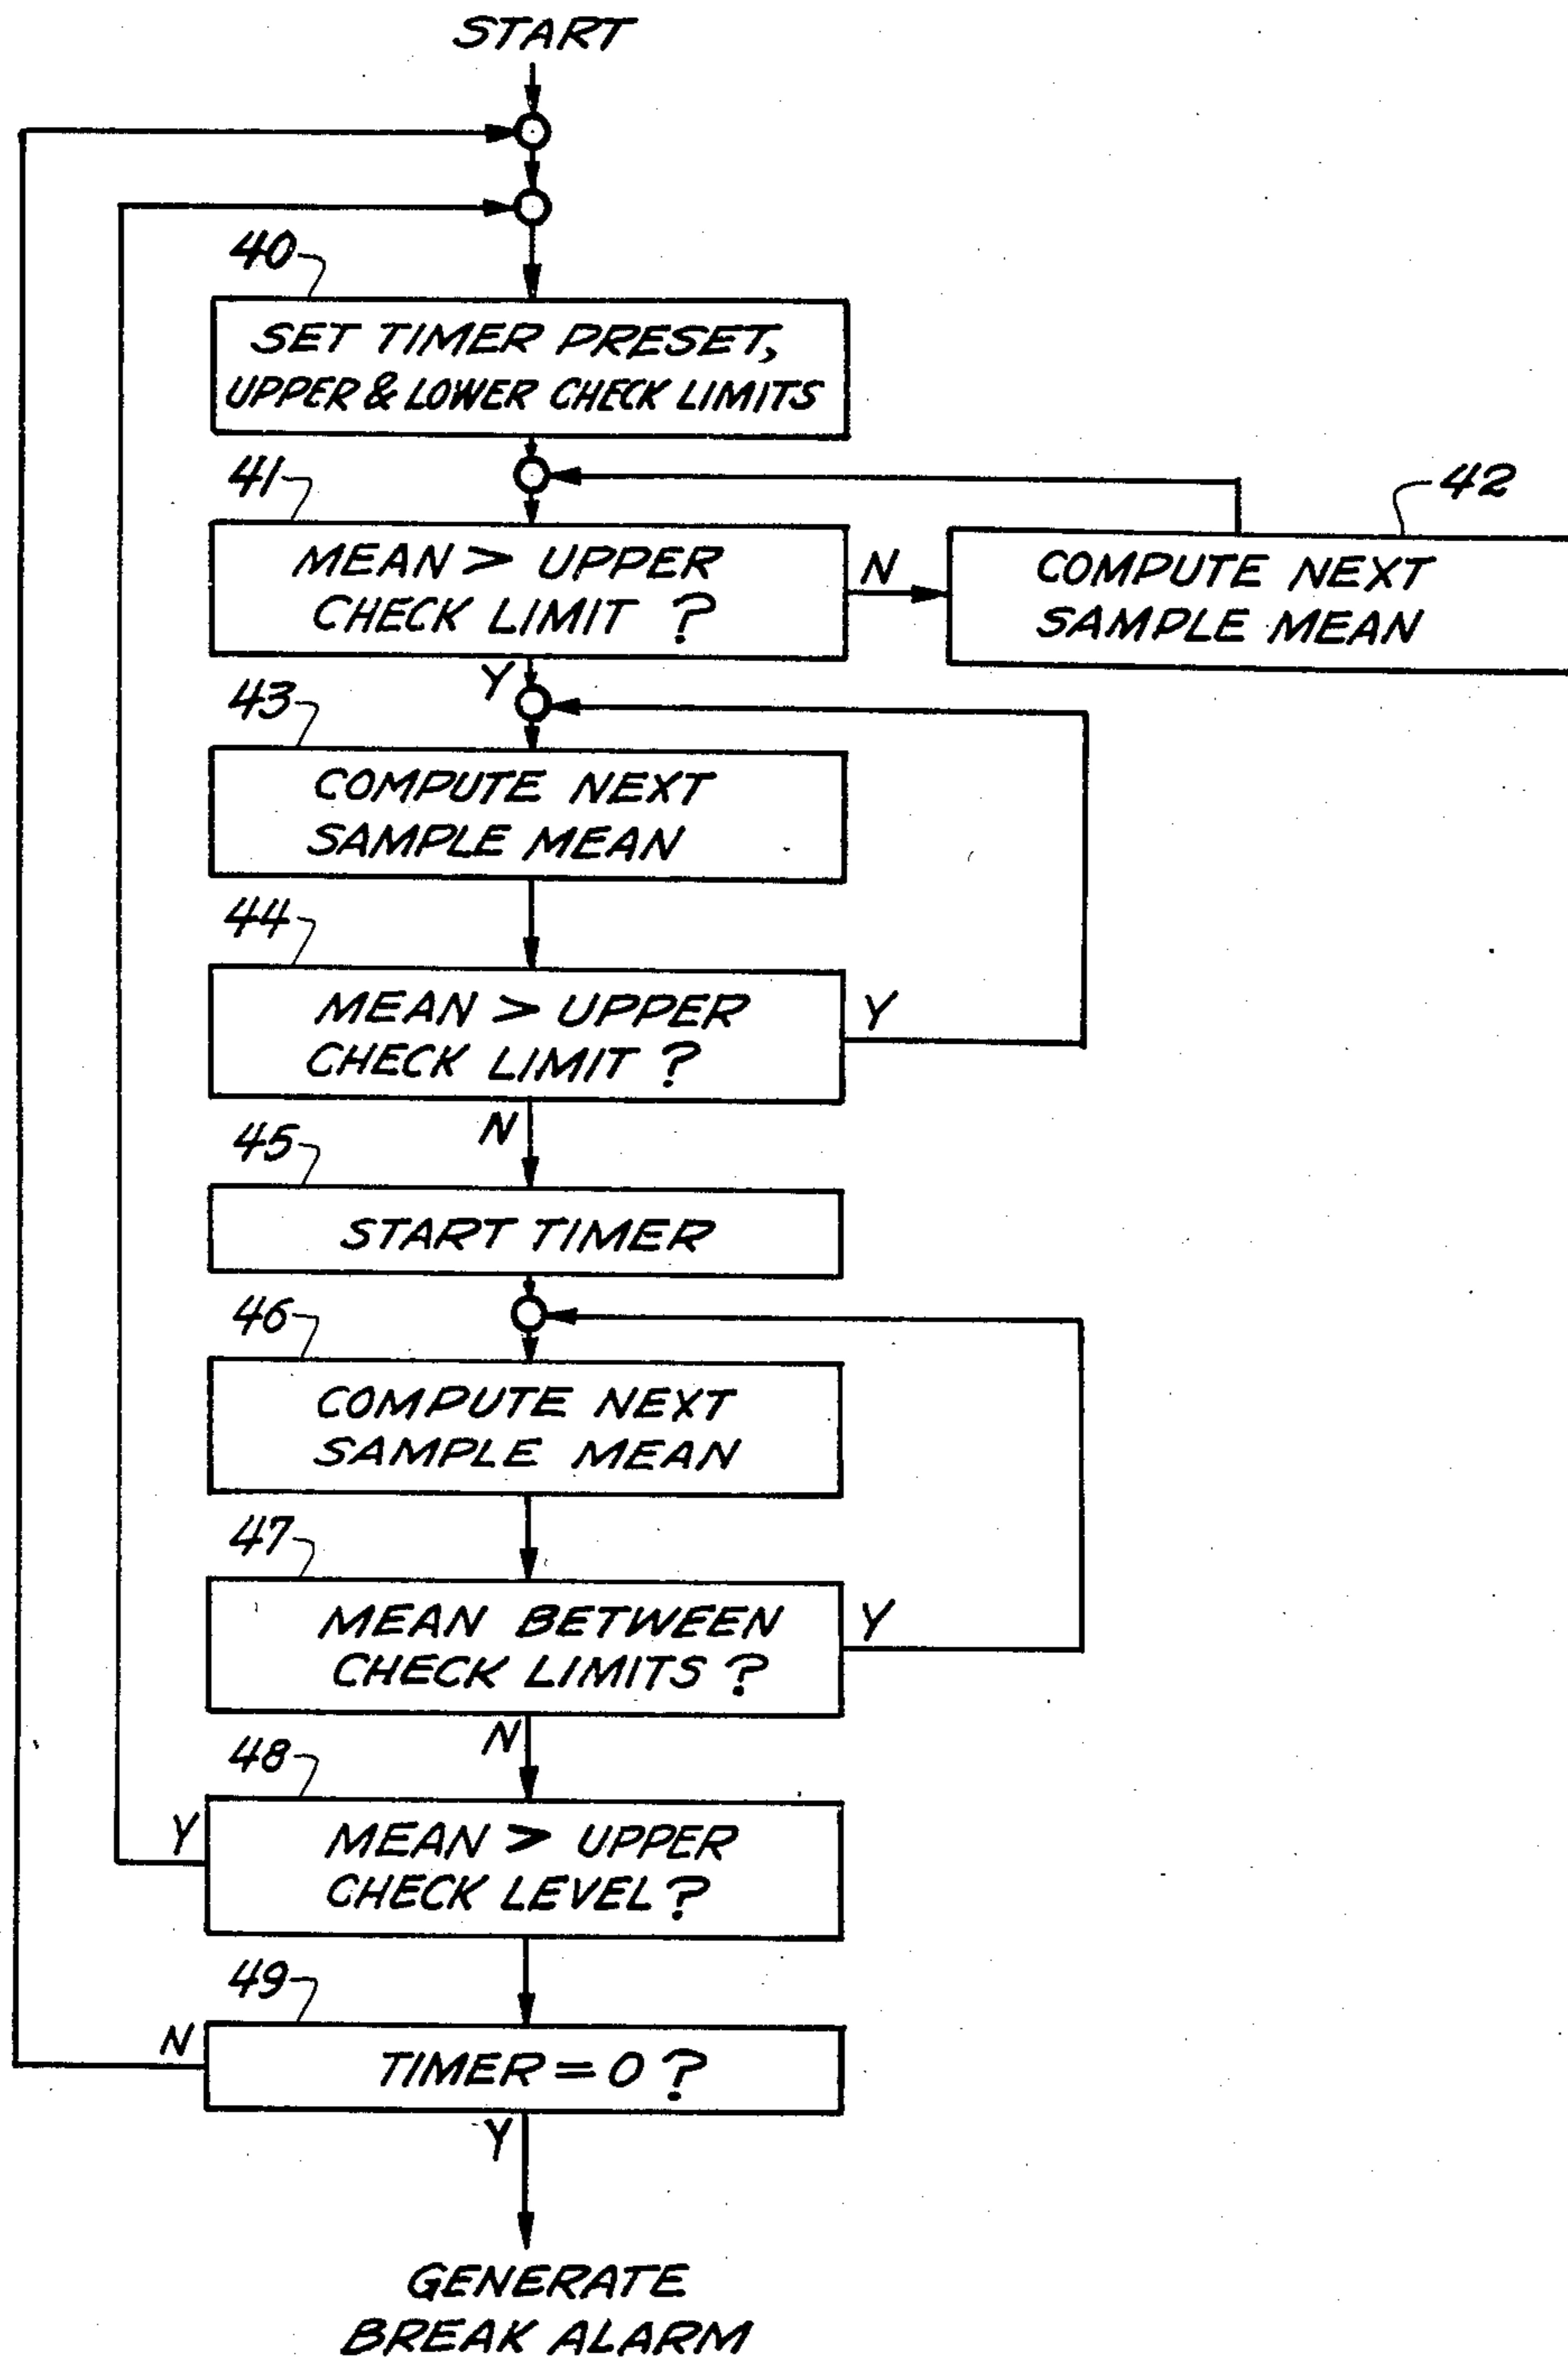 START
40
SET TIMER PRESET,
UPPER & LOWER CHECK LIMITS
41
42
MEAN > UPPER
CHECK LIMIT ?
N
COMPUTE NEXT
SAMPLE MEAN
Y
43
COMPUTE NEXT
SAMPLE MEAN
44
MEAN > UPPER
CHECK LIMIT ?
Y
N
45
START TIMER
46
COMPUTE NEXT
SAMPLE MEAN
47
MEAN BETWEEN
CHECK LIMITS ?
Y
N
48
Y
MEAN > UPPER
CHECK LEVEL ?
49
N
TIMER = 0 ?
Y
GENERATE
BREAK ALARM